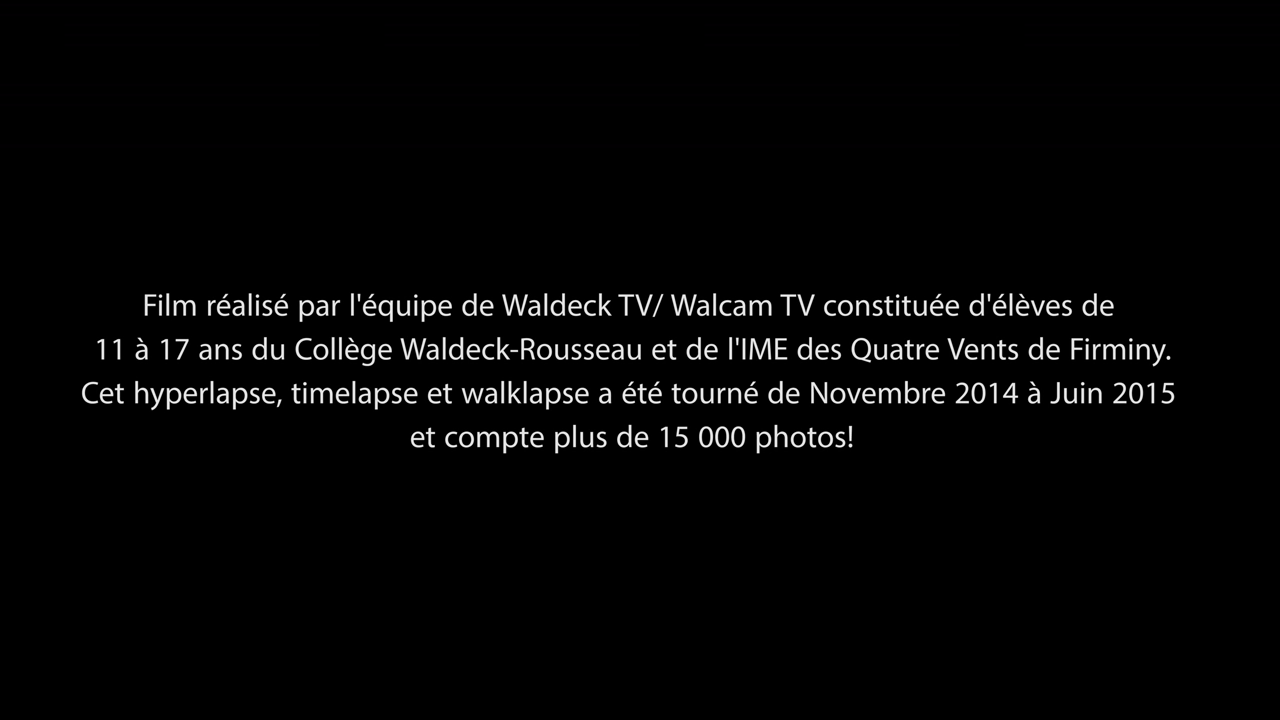 Film réalisé par l'équipe de Waldeck TV/ Walcam TV constituée d'élèves de
11 à 17 ans du Collège Waldeck-Rousseau et de l'IME des Quatre Vents de Firminy.
Cet hyperlapse, timelapse et walklapse a été tourné de Novembre 2014 à Juin 2015
et compte plus de 15 000 photos!